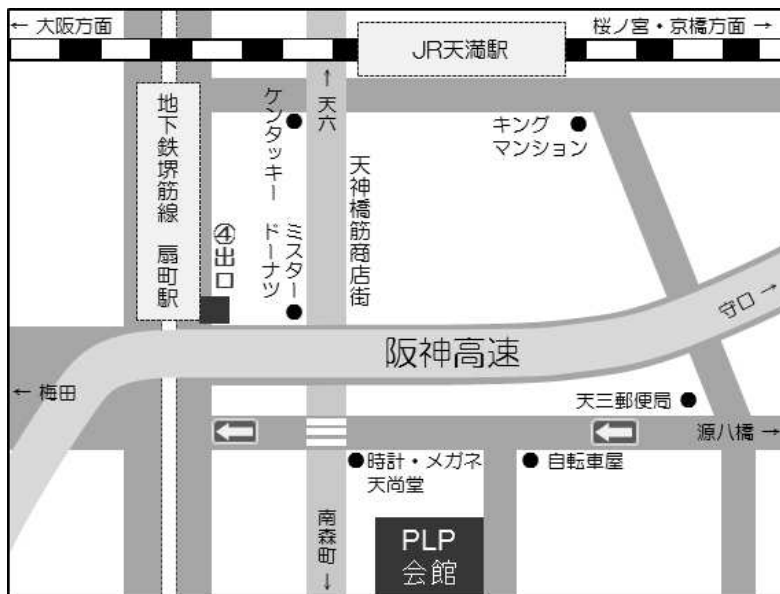 ← 大阪方面
桜ノ宮・京橋方面 →
JR天満駅
↑天六
ケンタッキー
キング
マンション
地下鉄堺筋線 扇町駅
④出口
ミスター
ドーナツ
天神橋筋商店街
守口→
阪神高速
← 梅田
天三郵便局
源八橋→
時計・メガネ
天尚堂
自転車屋
南森町↓
PLP
会館